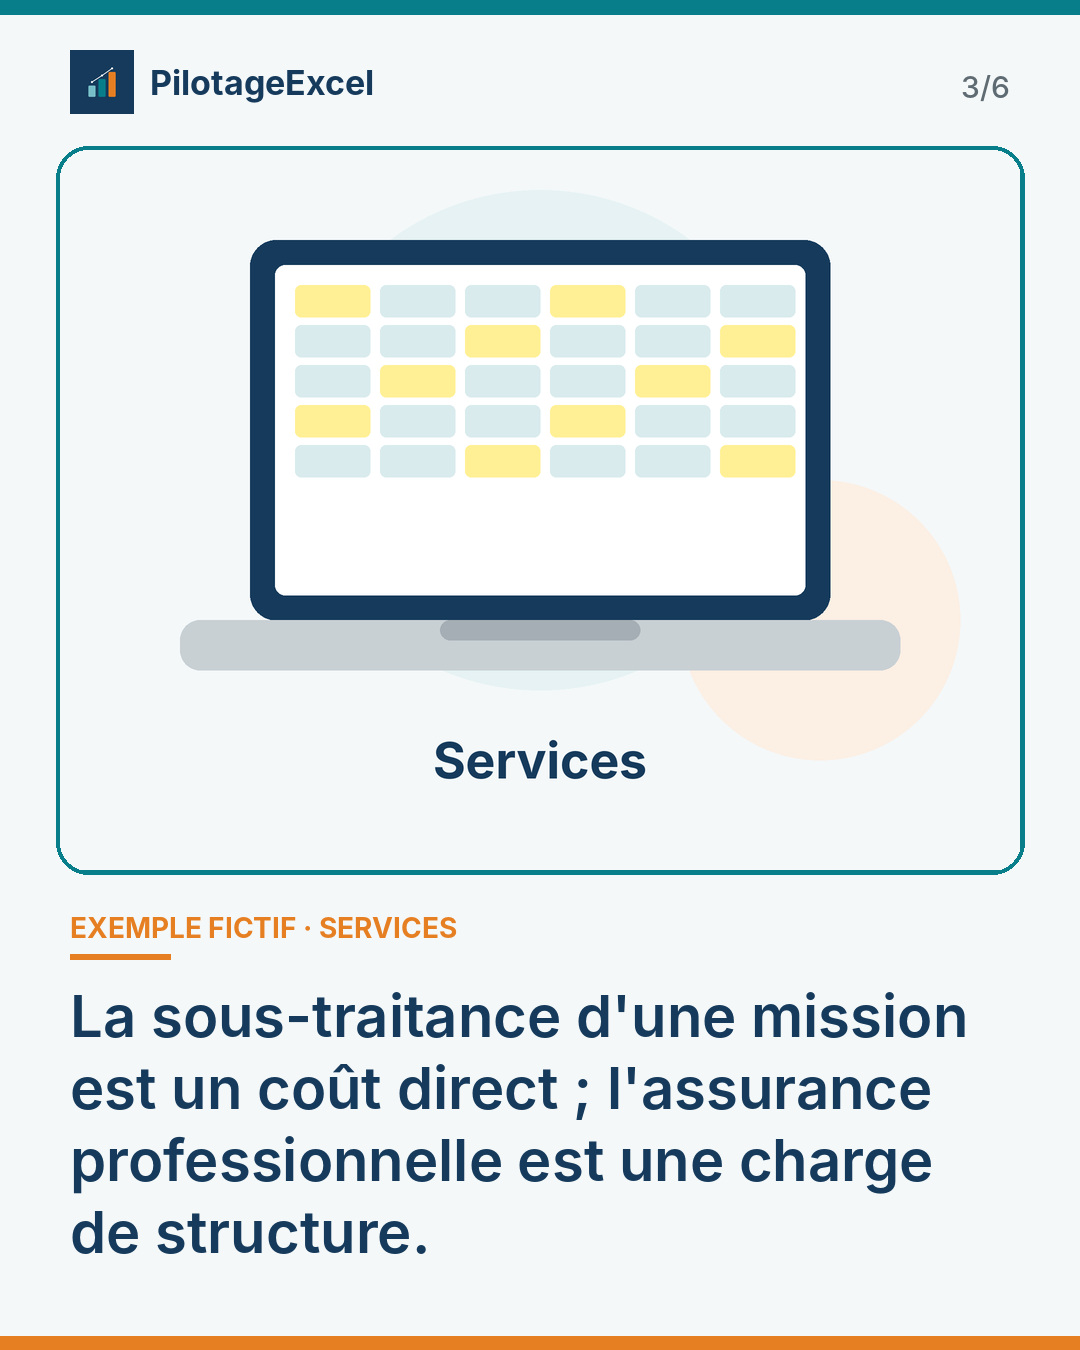 PilotageExcel
3/6
Services
EXEMPLE FICTIF · SERVICES
La sous-traitance d'une mission
est un coût direct ; l'assurance
professionnelle est une charge
de structure.